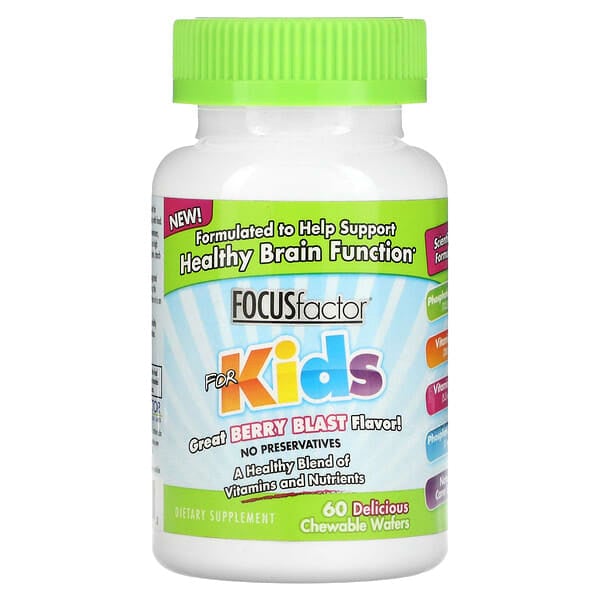 NEW!
Formulated to Help Support
Healthy Brain Function*
FOCUSfactor®
FOR Kids
Great BERRY BLAST Flavor!
NO PRESERVATIVES
A Healthy Blend of
Vitamins and Nutrients
DIETARY SUPPLEMENT
60 Delicious
Chewable Wafers